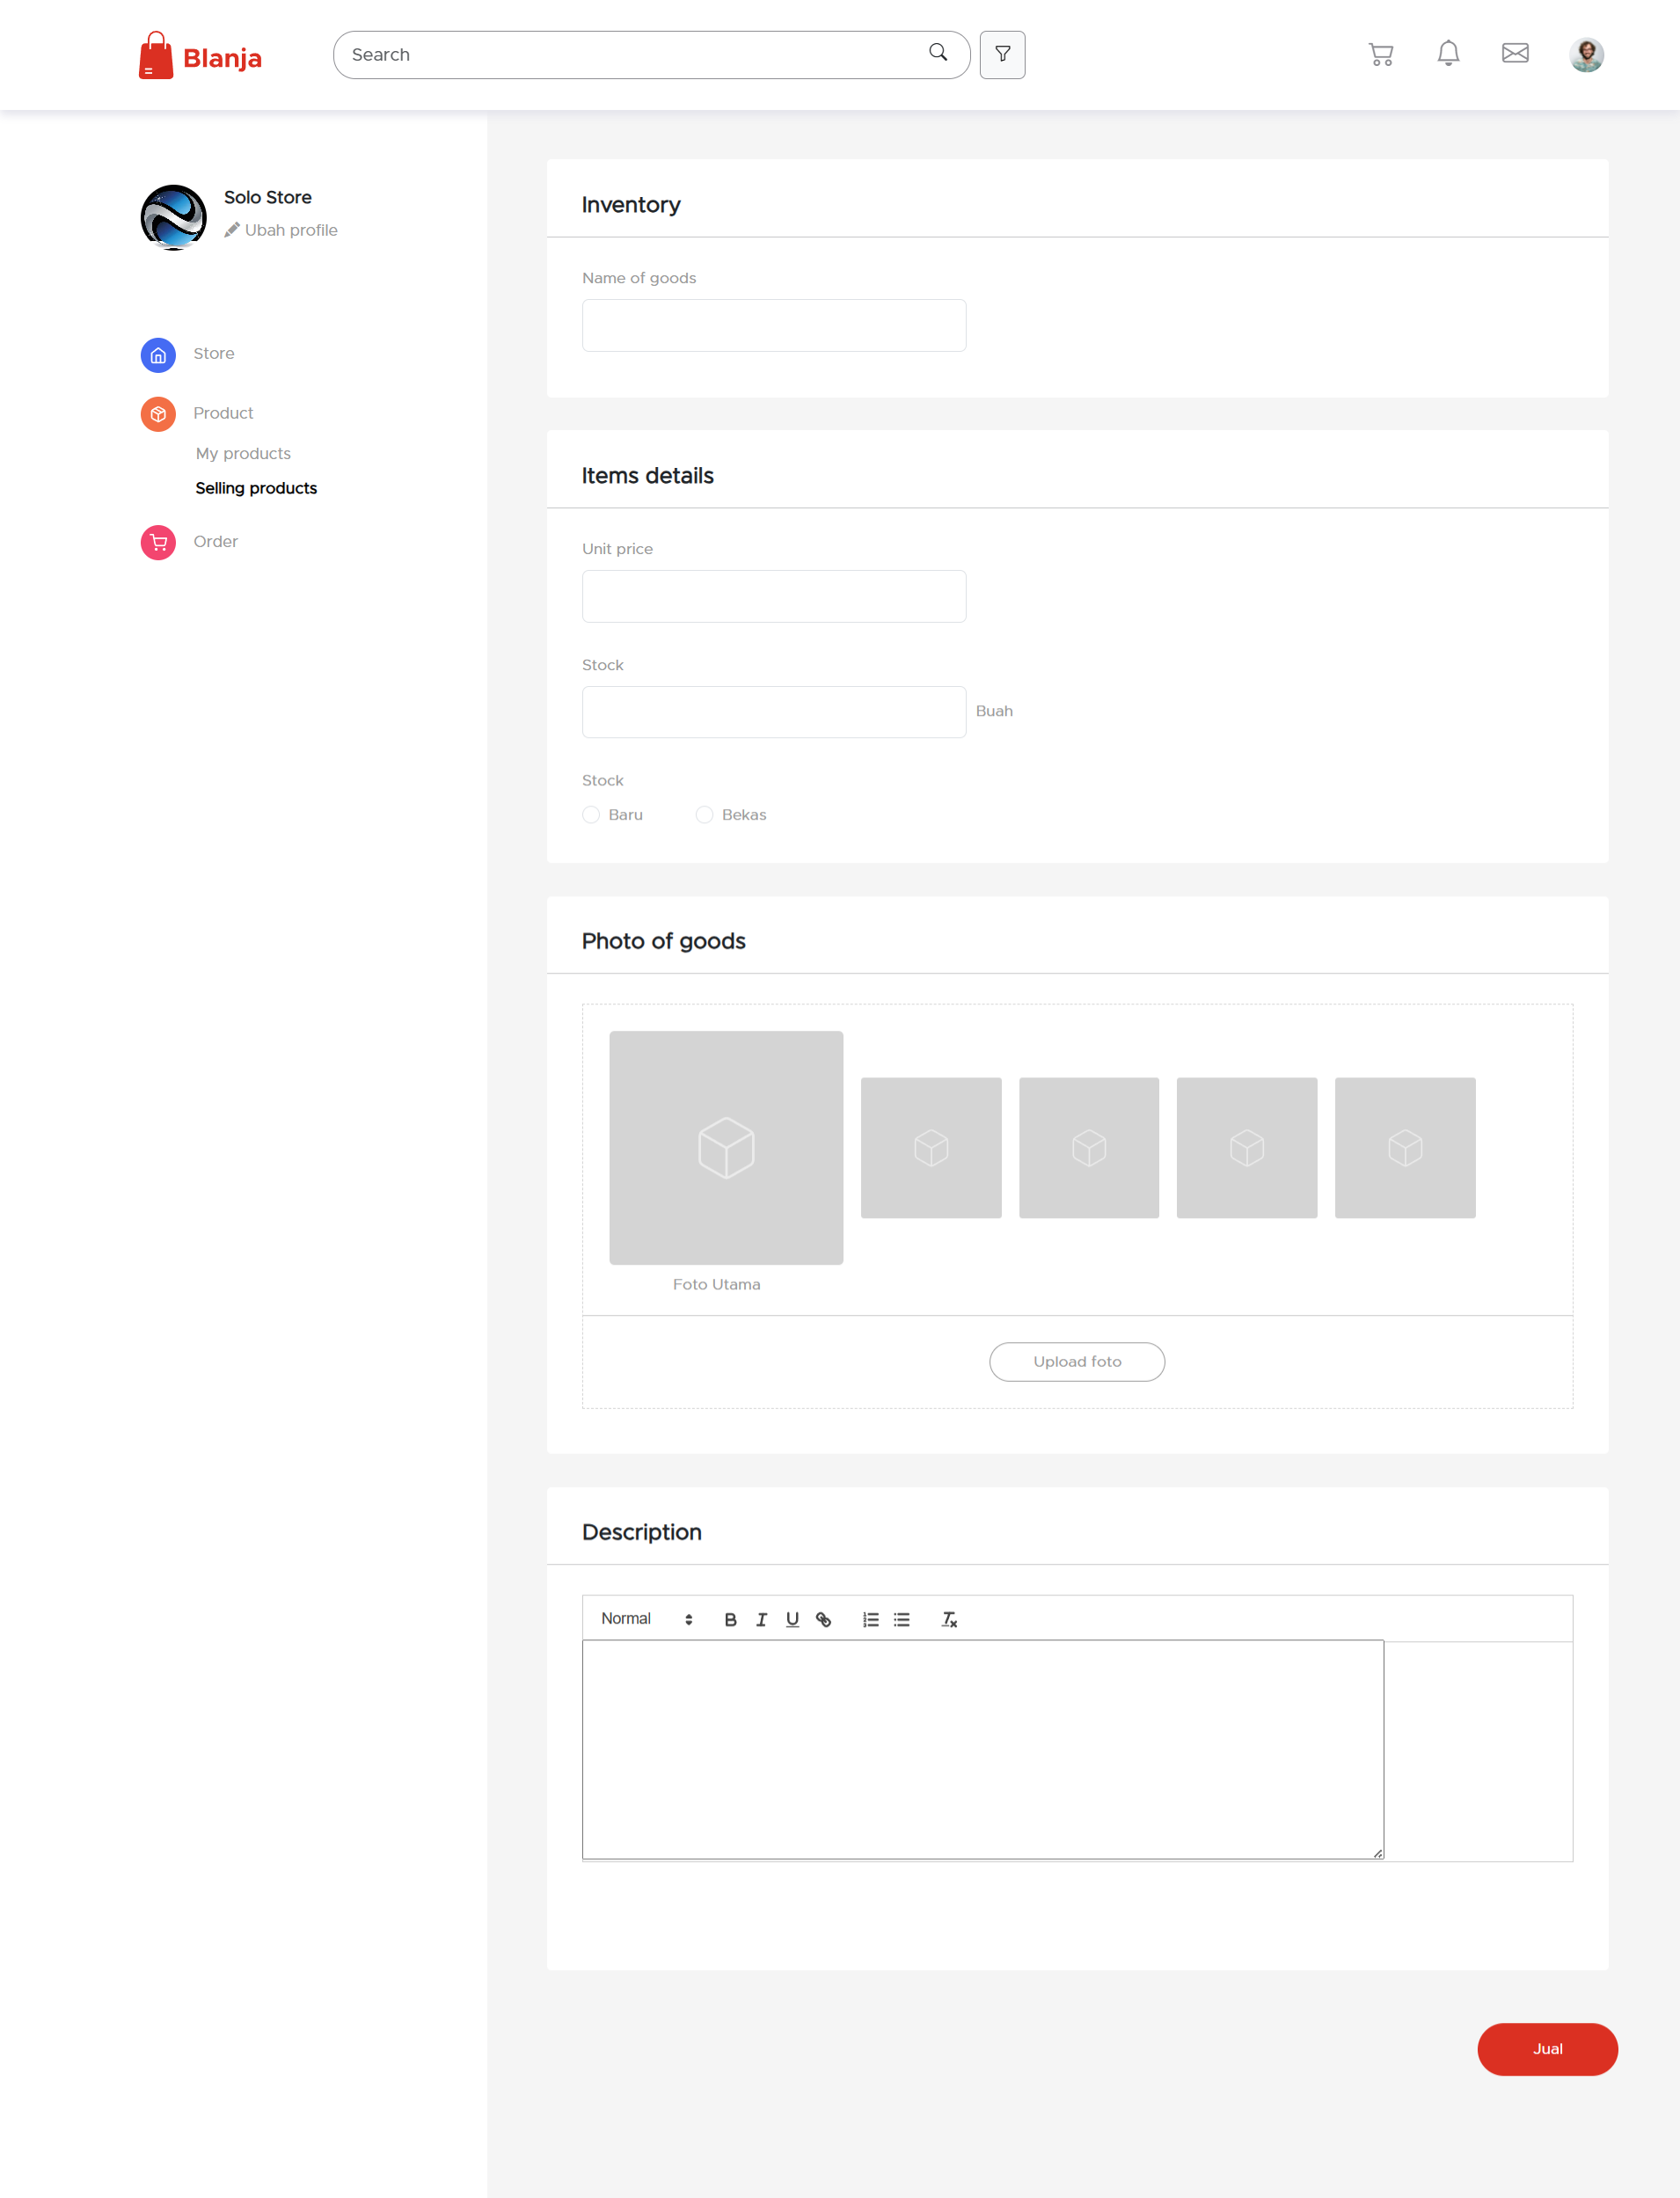 Blanja
Search
Solo Store
Ubah profile
Store
Product
My products
Selling products
Order
Inventory
Name of goods
Items details
Unit price
Stock
Buah
Stock
Baru Bekas
Photo of goods
Foto Utama
Upload foto
Description
Normal
Jual